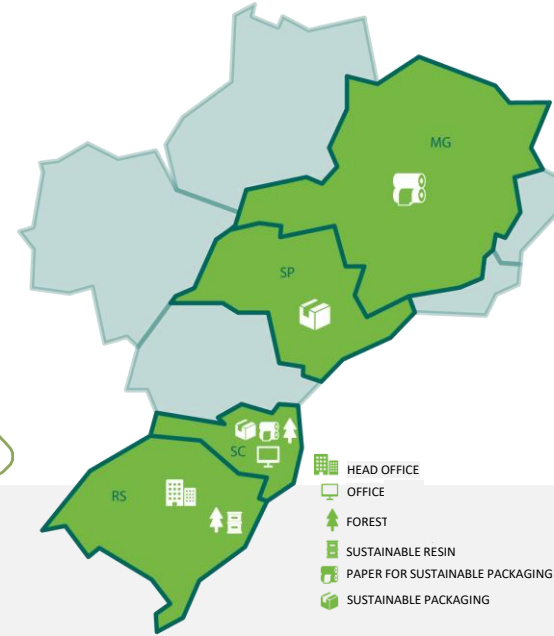 MG
SP
SC
RS
HEAD OFFICE
OFFICE
FOREST
SUSTAINABLE RESIN
PAPER FOR SUSTAINABLE PACKAGING
SUSTAINABLE PACKAGING